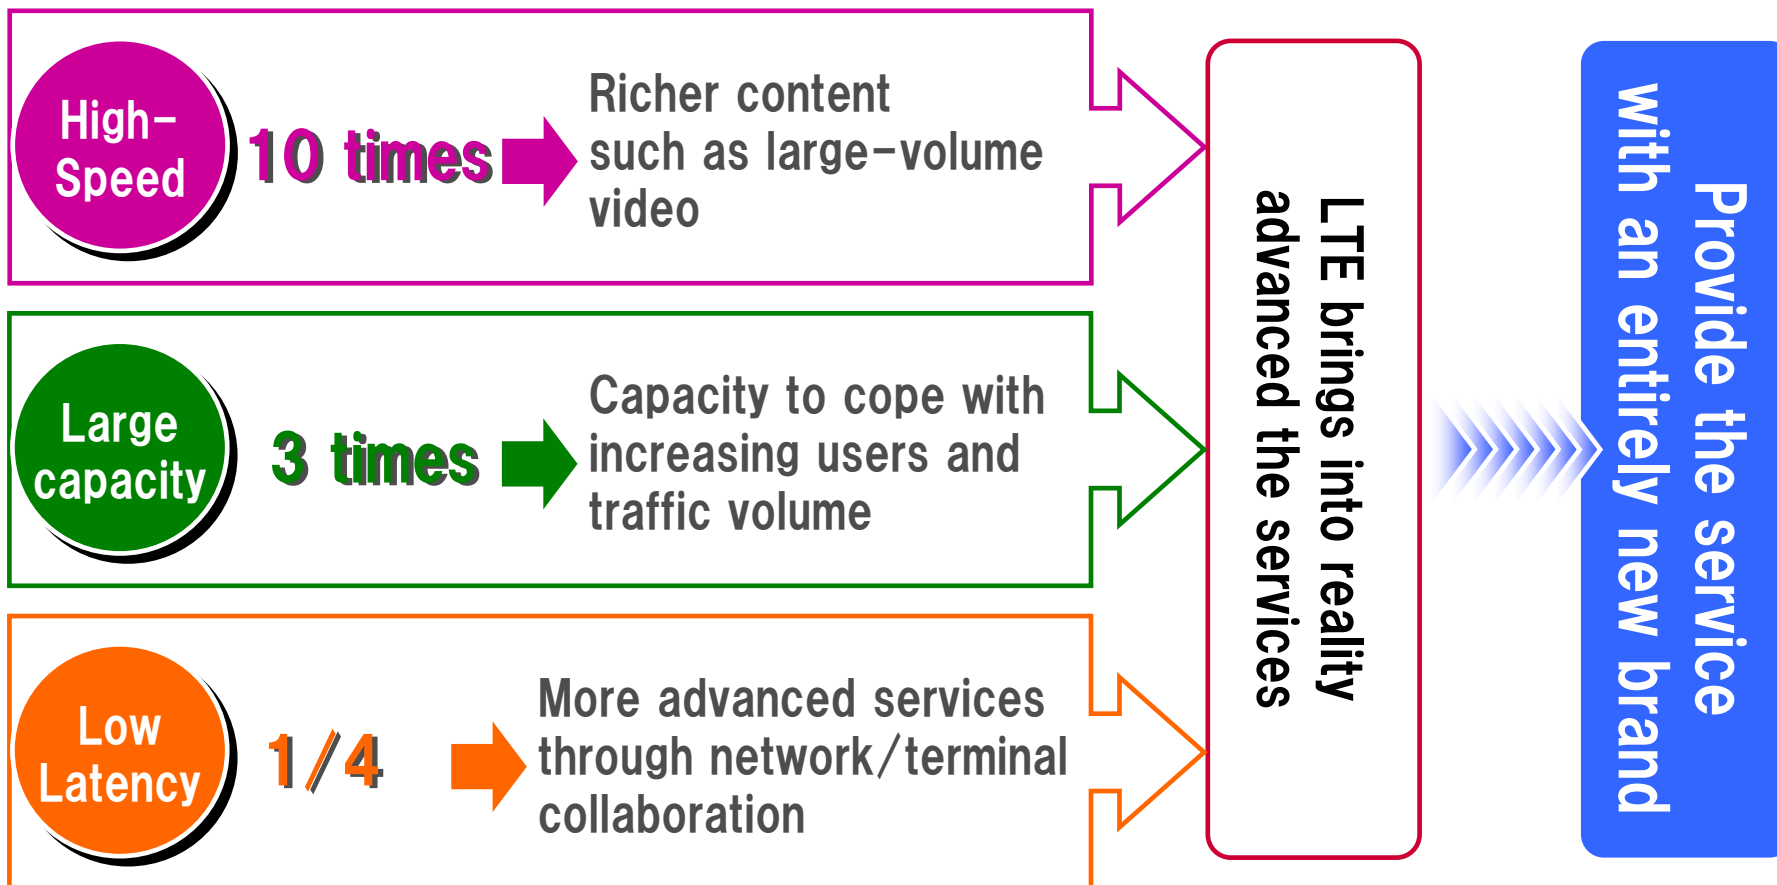 High-
Speed
10 times
Richer content
such as large-volume
video
Large
capacity
3 times
Capacity to cope with
increasing users and
traffic volume
Low
Latency
1/4
More advanced services
through network/terminal
collaboration
LTE brings into reality
advanced the services
Provide the service
with an entirely new brand